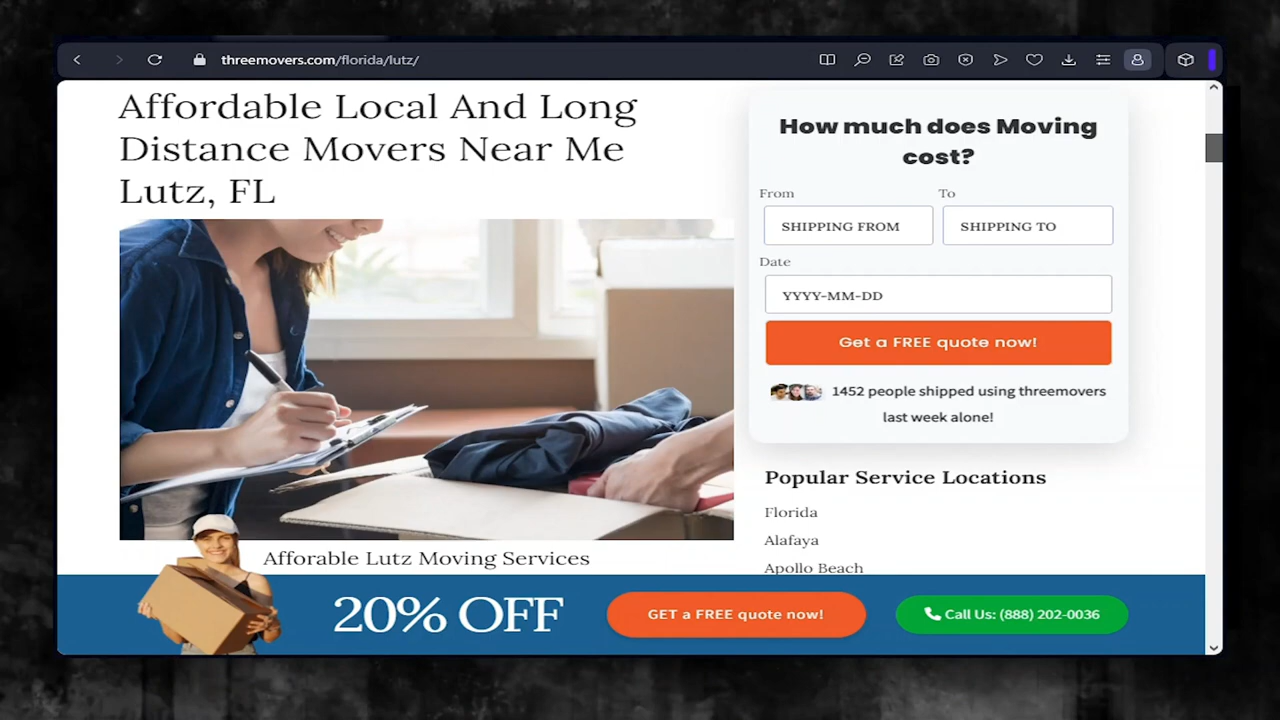 threemovers.com/florida/lutz/
Affordable Local And Long
Distance Movers Near Me
Lutz, FL
Afforable Lutz Moving Services
How much does Moving
cost?
From To
SHIPPING FROM SHIPPING TO
Date
YYYY-MM-DD
Get a FREE quote now!
1452 people shipped using threemovers
last week alone!
Popular Service Locations
Florida
Alafaya
Apollo Beach
20% OFF
GET a FREE quote now!
Call Us: (888) 202-0036